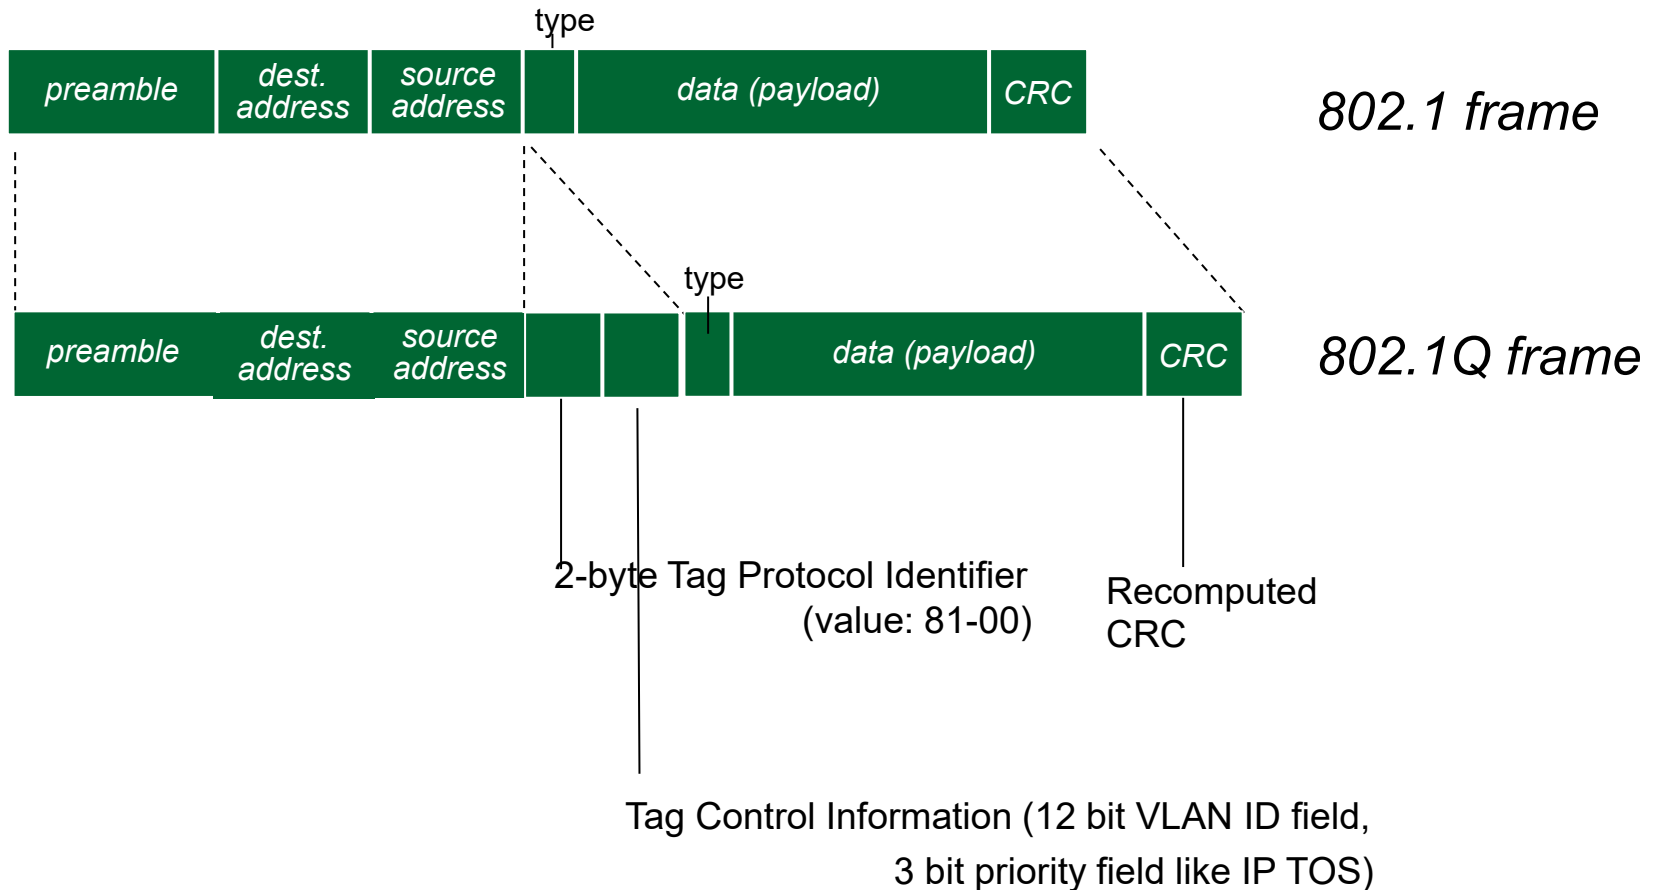 type
preamble
dest.
address
source
address
data (payload)
CRC
802.1 frame
type
preamble
dest.
address
source
address
data (payload)
CRC
802.1Q frame
2-byte Tag Protocol Identifier
(value: 81-00)
Recomputed
CRC
Tag Control Information (12 bit VLAN ID field,
3 bit priority field like IP TOS)